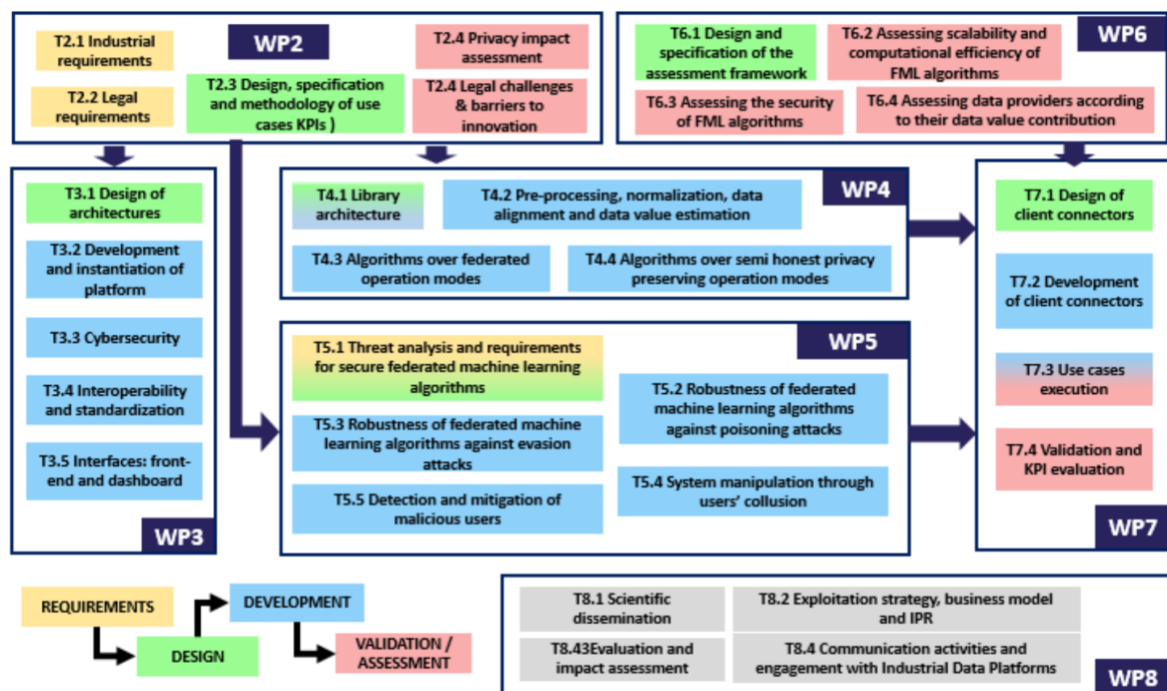 T2.1 Industrial
requirements
T2.2 Legal
requirements
WP2
T2.3 Design, specification
and methodology of use
cases KPIs )
T2.4 Privacy impact
assessment
T2.4 Legal challenges
& barriers to
innovation
T6.1 Design and
specification of the
assessment framework
T6.2 Assessing scalability and
computational efficiency of
FML algorithms
WP6
T6.3 Assessing the security
of FML algorithms
T6.4 Assessing data providers according
to their data value contribution
T3.1 Design of
architectures
T3.2 Development
and instantiation of
platform
T3.3 Cybersecurity
T3.4 Interoperability
and standardization
T3.5 Interfaces: front-
end and dashboard
WP3
T4.1 Library
architecture
T4.2 Pre-processing, normalization, data
alignment and data value estimation
WP4
T4.3 Algorithms over federated
operation modes
T4.4 Algorithms over semi honest privacy
preserving operation modes
T5.1 Threat analysis and requirements
for secure federated machine learning
algorithms
WP5
T5.2 Robustness of federated
machine learning algorithms
against poisoning attacks
T5.3 Robustness of federated machine
learning algorithms against evasion
attacks
T5.4 System manipulation through
users' collusion
T5.5 Detection and mitigation of
malicious users
T7.1 Design of
client connectors
T7.2 Development
of client connectors
T7.3 Use cases
execution
T7.4 Validation and
KPI evaluation
WP7
REQUIREMENTS
DESIGN
DEVELOPMENT
VALIDATION /
ASSESSMENT
T8.1 Scientific
dissemination
T8.2 Exploitation strategy, business model
and IPR
T8.43Evaluation and
impact assessment
T8.4 Communication activities and
engagement with Industrial Data Platforms
WP8